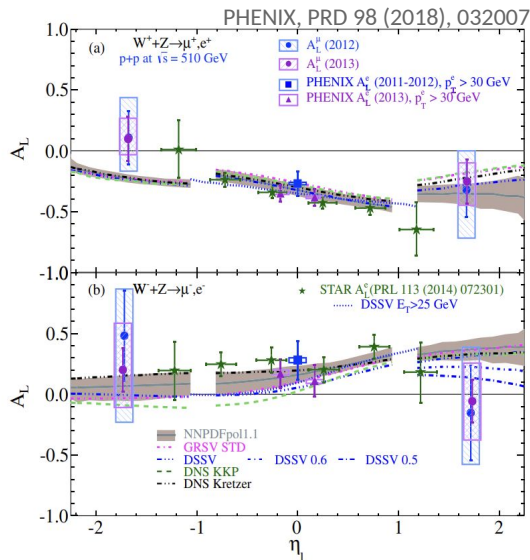 PHENIX, PRD 98 (2018), 032007
1.0
(a)
W⁺+Z→μ⁺,e⁺
p+p at √s = 510 GeV
A_L^μ (2012)
A_L^μ (2013)
PHENIX A_L^e (2011-2012), p_T^e > 30 GeV
PHENIX A_L^e (2013), p_T^e > 30 GeV
0.5
A_L
0.0
-0.5
-1.0
1.0
(b)
W⁻+Z→μ⁻,e⁻
STAR A_L^e (PRL 113 (2014) 072301)
DSSV E_T>25 GeV
0.5
A_L
0.0
-0.5
NNPDFpol1.1
GRSV STD
DSSV
DSSV 0.6
DSSV 0.5
DNS KKP
DNS Kretzer
-1.0
-2 -1 0 1 2
η_l